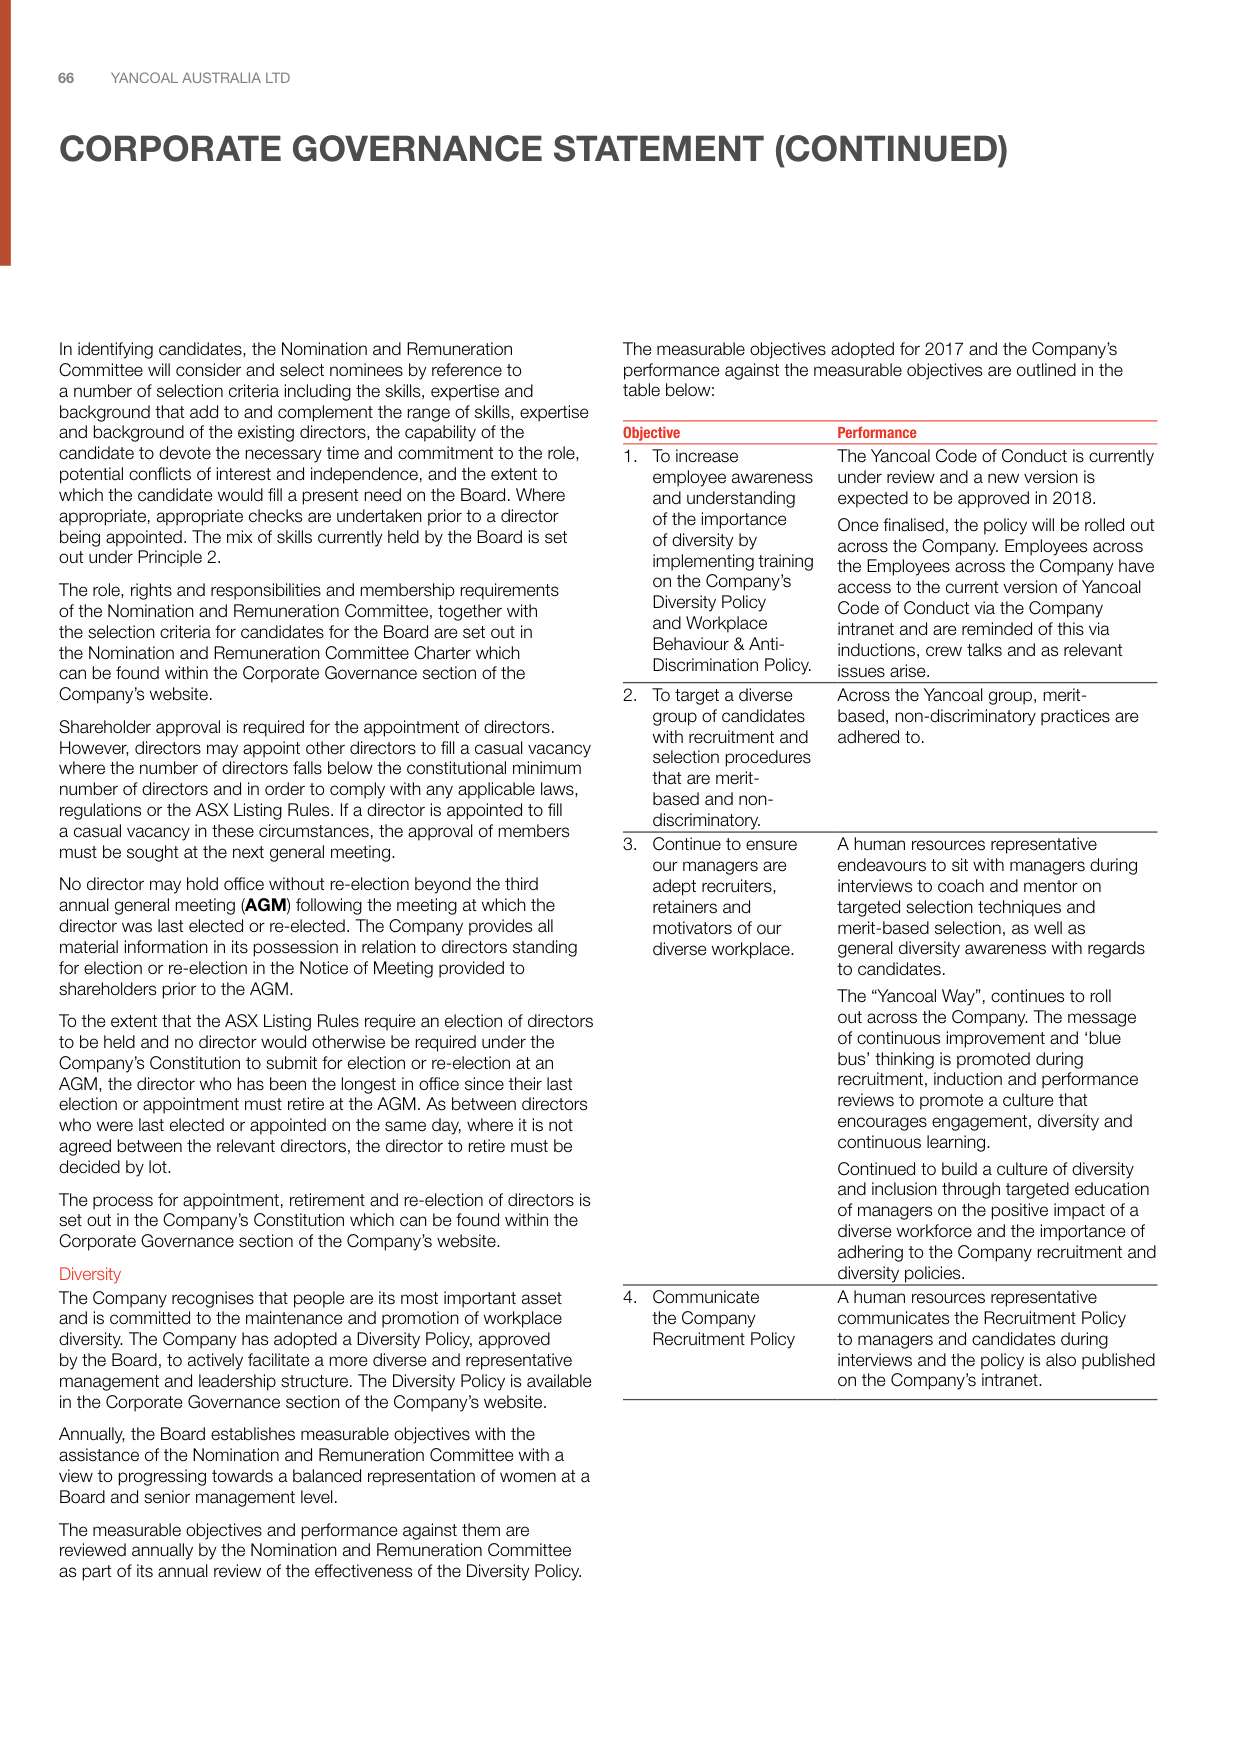 66 YANCOAL AUSTRALIA LTD
CORPORATE GOVERNANCE STATEMENT (CONTINUED)
In identifying candidates, the Nomination and Remuneration
Committee will consider and select nominees by reference to
a number of selection criteria including the skills, expertise and
background that add to and complement the range of skills, expertise
and background of the existing directors, the capability of the
candidate to devote the necessary time and commitment to the role,
potential conflicts of interest and independence, and the extent to
which the candidate would fill a present need on the Board. Where
appropriate, appropriate checks are undertaken prior to a director
being appointed. The mix of skills currently held by the Board is set
out under Principle 2.
The role, rights and responsibilities and membership requirements
of the Nomination and Remuneration Committee, together with
the selection criteria for candidates for the Board are set out in
the Nomination and Remuneration Committee Charter which
can be found within the Corporate Governance section of the
Company's website.
Shareholder approval is required for the appointment of directors.
However, directors may appoint other directors to fill a casual vacancy
where the number of directors falls below the constitutional minimum
number of directors and in order to comply with any applicable laws,
regulations or the ASX Listing Rules. If a director is appointed to fill
a casual vacancy in these circumstances, the approval of members
must be sought at the next general meeting.
No director may hold office without re-election beyond the third
annual general meeting (AGM) following the meeting at which the
director was last elected or re-elected. The Company provides all
material information in its possession in relation to directors standing
for election or re-election in the Notice of Meeting provided to
shareholders prior to the AGM.
To the extent that the ASX Listing Rules require an election of directors
to be held and no director would otherwise be required under the
Company's Constitution to submit for election or re-election at an
AGM, the director who has been the longest in office since their last
election or appointment must retire at the AGM. As between directors
who were last elected or appointed on the same day, where it is not
agreed between the relevant directors, the director to retire must be
decided by lot.
The process for appointment, retirement and re-election of directors is
set out in the Company's Constitution which can be found within the
Corporate Governance section of the Company's website.
Diversity
The Company recognises that people are its most important asset
and is committed to the maintenance and promotion of workplace
diversity. The Company has adopted a Diversity Policy, approved
by the Board, to actively facilitate a more diverse and representative
management and leadership structure. The Diversity Policy is available
in the Corporate Governance section of the Company's website.
Annually, the Board establishes measurable objectives with the
assistance of the Nomination and Remuneration Committee with a
view to progressing towards a balanced representation of women at a
Board and senior management level.
The measurable objectives and performance against them are
reviewed annually by the Nomination and Remuneration Committee
as part of its annual review of the effectiveness of the Diversity Policy.
The measurable objectives adopted for 2017 and the Company's
performance against the measurable objectives are outlined in the
table below:
Objective Performance
1. To increase
employee awareness
and understanding
of the importance
of diversity by
implementing training
on the Company's
Diversity Policy
and Workplace
Behaviour & Anti-
Discrimination Policy.
The Yancoal Code of Conduct is currently
under review and a new version is
expected to be approved in 2018.
Once finalised, the policy will be rolled out
across the Company. Employees across
the Employees across the Company have
access to the current version of Yancoal
Code of Conduct via the Company
intranet and are reminded of this via
inductions, crew talks and as relevant
issues arise.
2. To target a diverse
group of candidates
with recruitment and
selection procedures
that are merit-
based and non-
discriminatory.
Across the Yancoal group, merit-
based, non-discriminatory practices are
adhered to.
3. Continue to ensure
our managers are
adept recruiters,
retainers and
motivators of our
diverse workplace.
A human resources representative
endeavours to sit with managers during
interviews to coach and mentor on
targeted selection techniques and
merit-based selection, as well as
general diversity awareness with regards
to candidates.
The “Yancoal Way”, continues to roll
out across the Company. The message
of continuous improvement and ‘blue
bus’ thinking is promoted during
recruitment, induction and performance
reviews to promote a culture that
encourages engagement, diversity and
continuous learning.
Continued to build a culture of diversity
and inclusion through targeted education
of managers on the positive impact of a
diverse workforce and the importance of
adhering to the Company recruitment and
diversity policies.
4. Communicate
the Company
Recruitment Policy
A human resources representative
communicates the Recruitment Policy
to managers and candidates during
interviews and the policy is also published
on the Company's intranet.